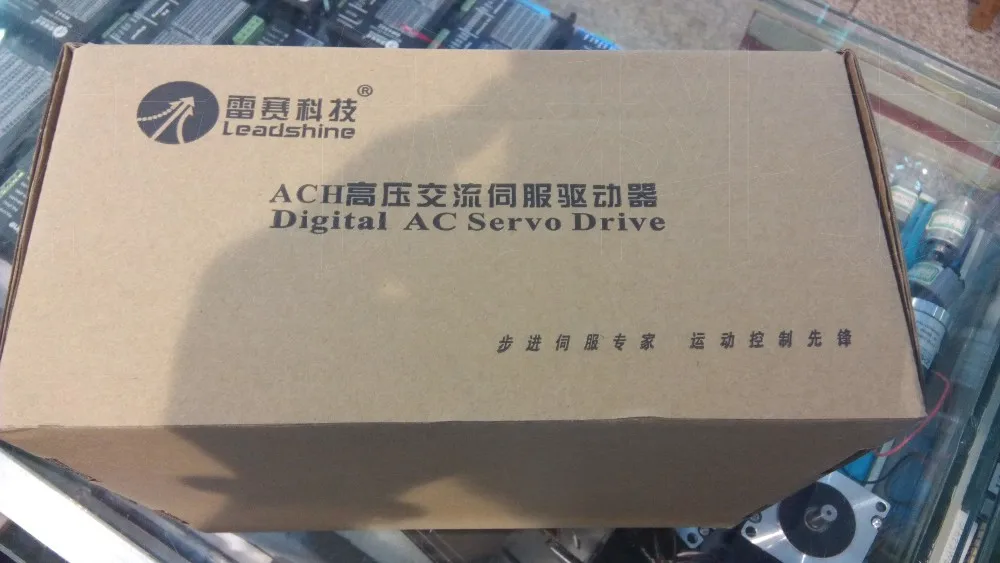 雷赛科技®
Leadshine
ACH高压交流伺服驱动器
Digital AC Servo Drive
步进伺服专家 运动控制先锋